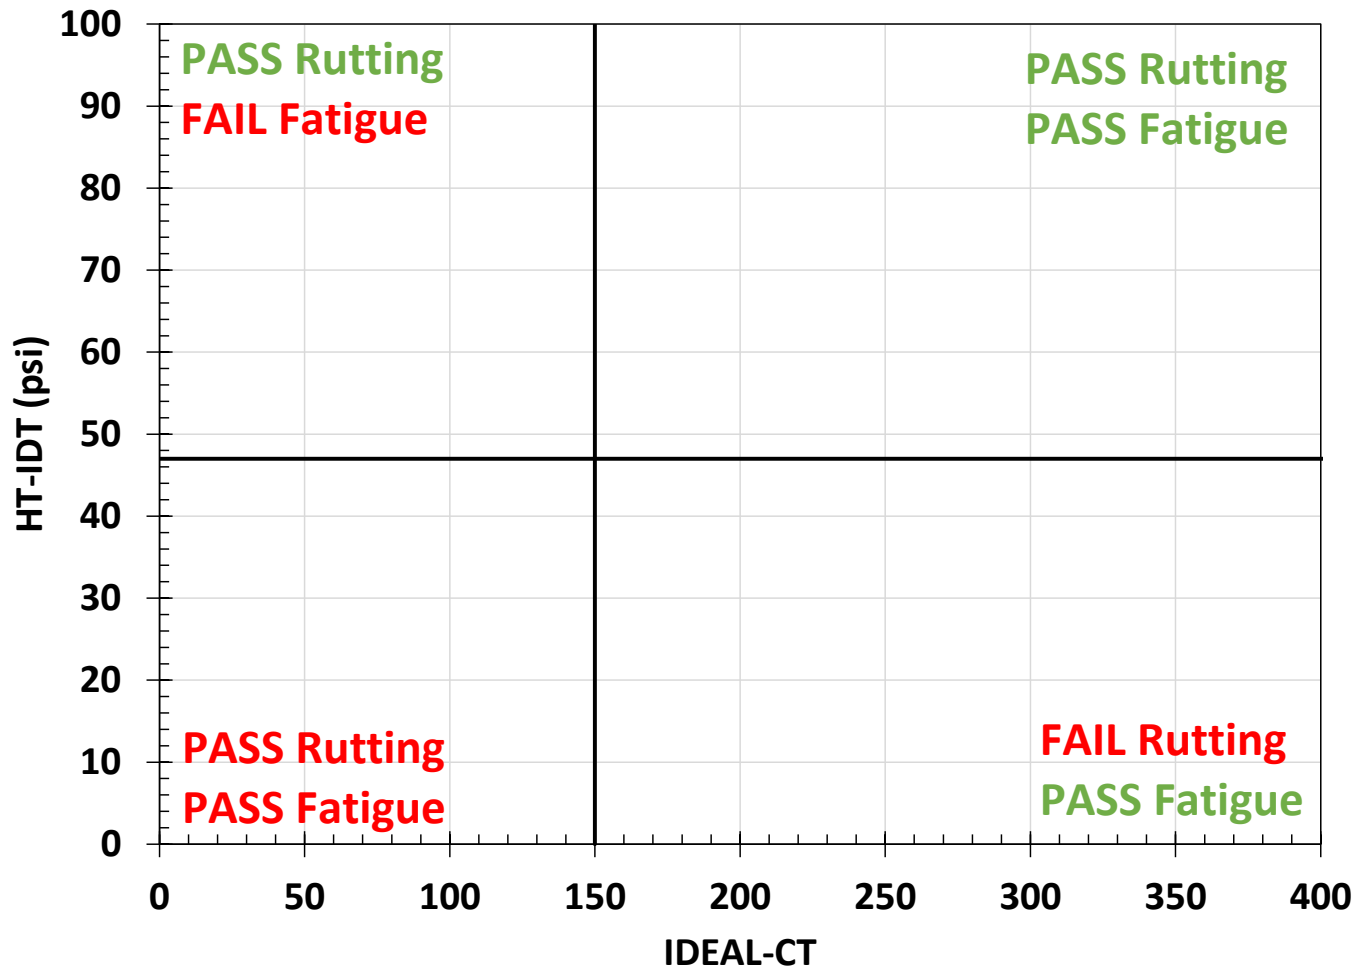 100
PASS Rutting
PASS Rutting
FAIL Fatigue
PASS Fatigue
90
80
70
60
50
40
30
20
10
0
HT-IDT (psi)
PASS Rutting
FAIL Rutting
PASS Fatigue
PASS Fatigue
0 50 100 150 200 250 300 350 400
IDEAL-CT